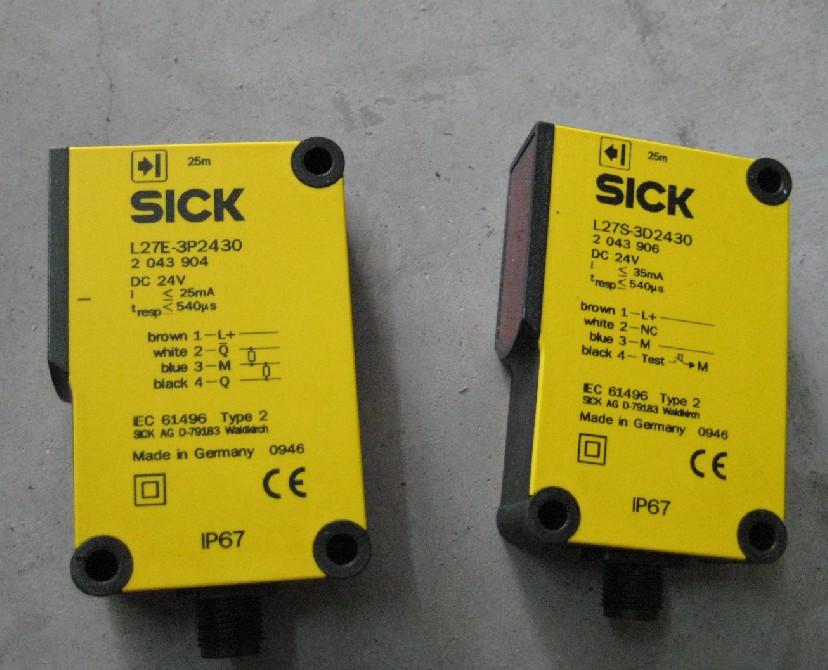 25m
SICK
L27E-3P2430
2 043 904
DC 24V
I ≤ 25mA
tresp ≤ 540µs
brown 1–L+
white 2–Q̅
blue 3–M
black 4–Q
IEC 61496 Type 2
SICK AG D-79183 Waldkirch
Made in Germany 0946
CE
IP67
25m
SICK
L27S-3D2430
2 043 906
DC 24V
I ≤ 35mA
tresp ≤ 540µs
brown 1–L+
white 2–NC
blue 3–M
black 4–Test M
IEC 61496 Type 2
SICK AG D-79183 Waldkirch
Made in Germany 0946
CE
IP67